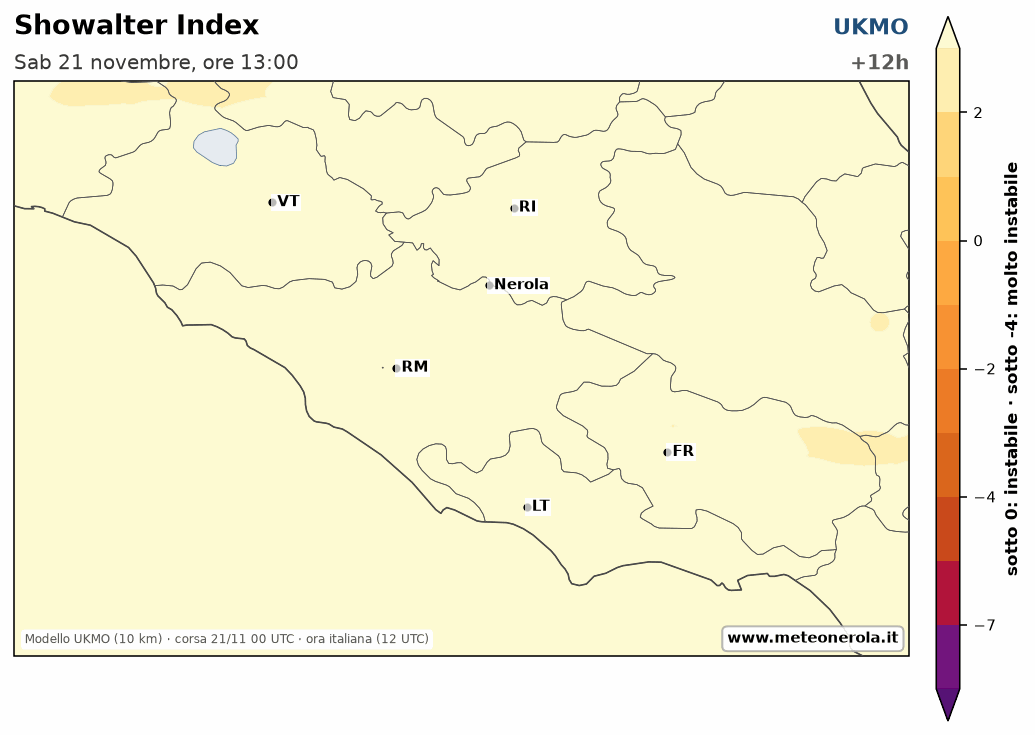 Showalter Index
UKMO
Sab 21 novembre, ore 13:00
+12h
VT
RI
Nerola
RM
FR
LT
Modello UKMO (10 km) · corsa 21/11 00 UTC · ora italiana (12 UTC)
www.meteonerola.it
2
0
−2
−4
−7
sotto 0: instabile · sotto -4: molto instabile